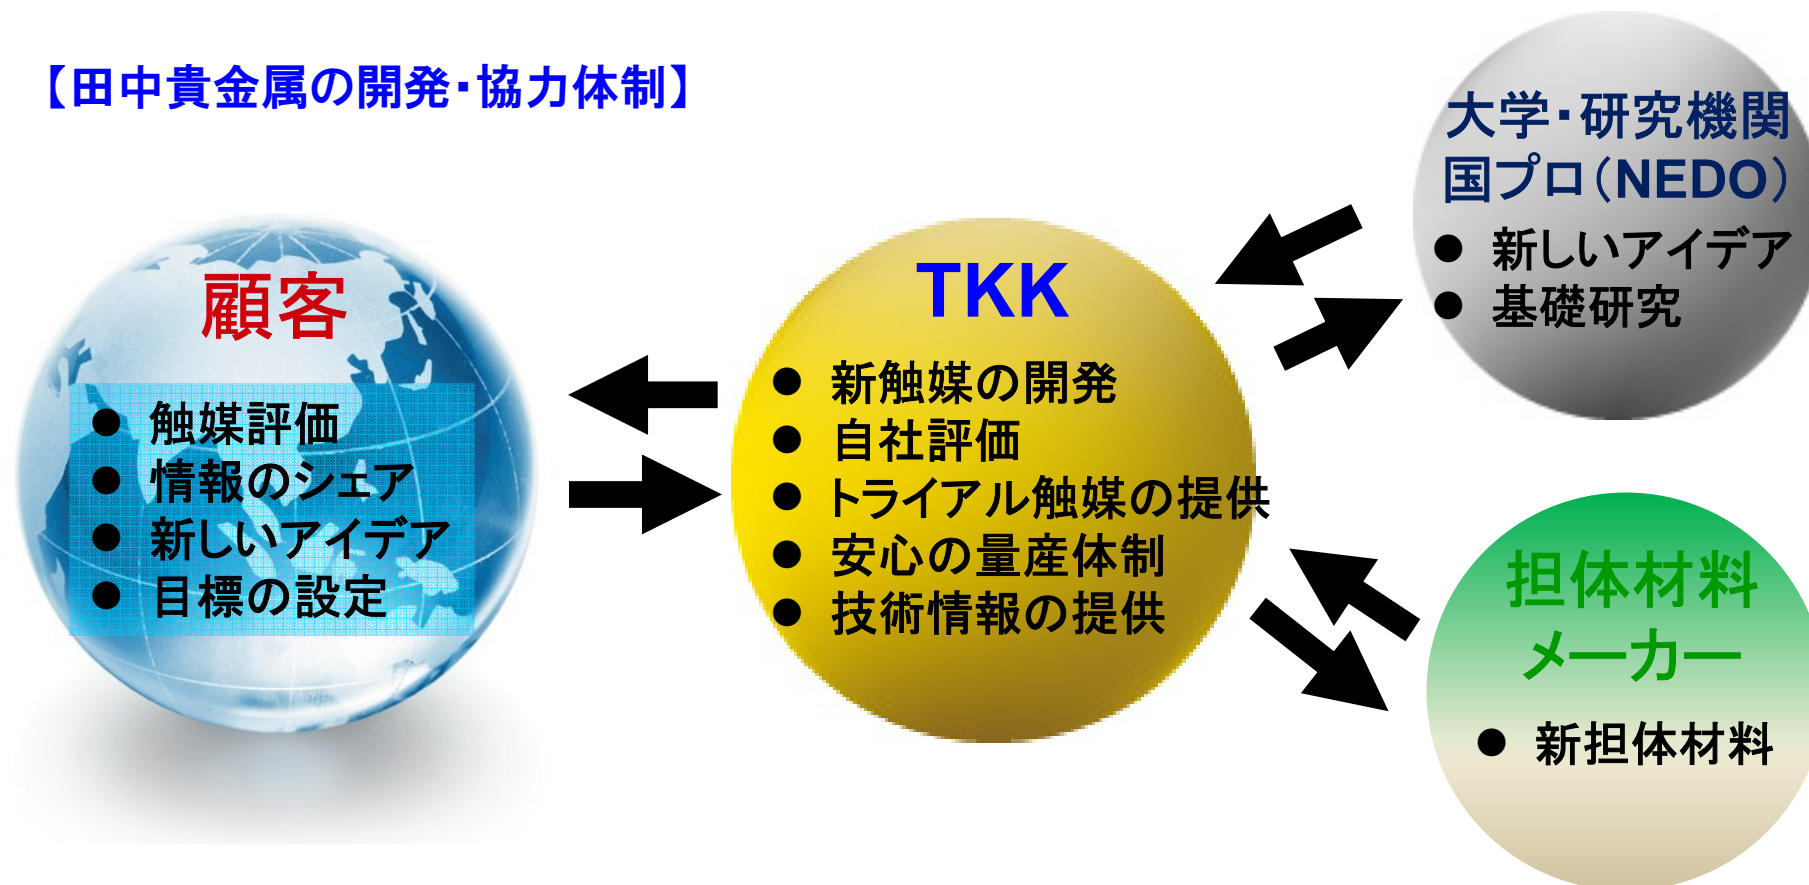 【田中貴金属の開発・協力体制】
顧客
● 触媒評価
● 情報のシェア
● 新しいアイデア
● 目標の設定
TKK
● 新触媒の開発
● 自社評価
● トライアル触媒の提供
● 安心の量産体制
● 技術情報の提供
大学・研究機関
国プロ（NEDO）
● 新しいアイデア
● 基礎研究
担体材料
メーカー
● 新担体材料